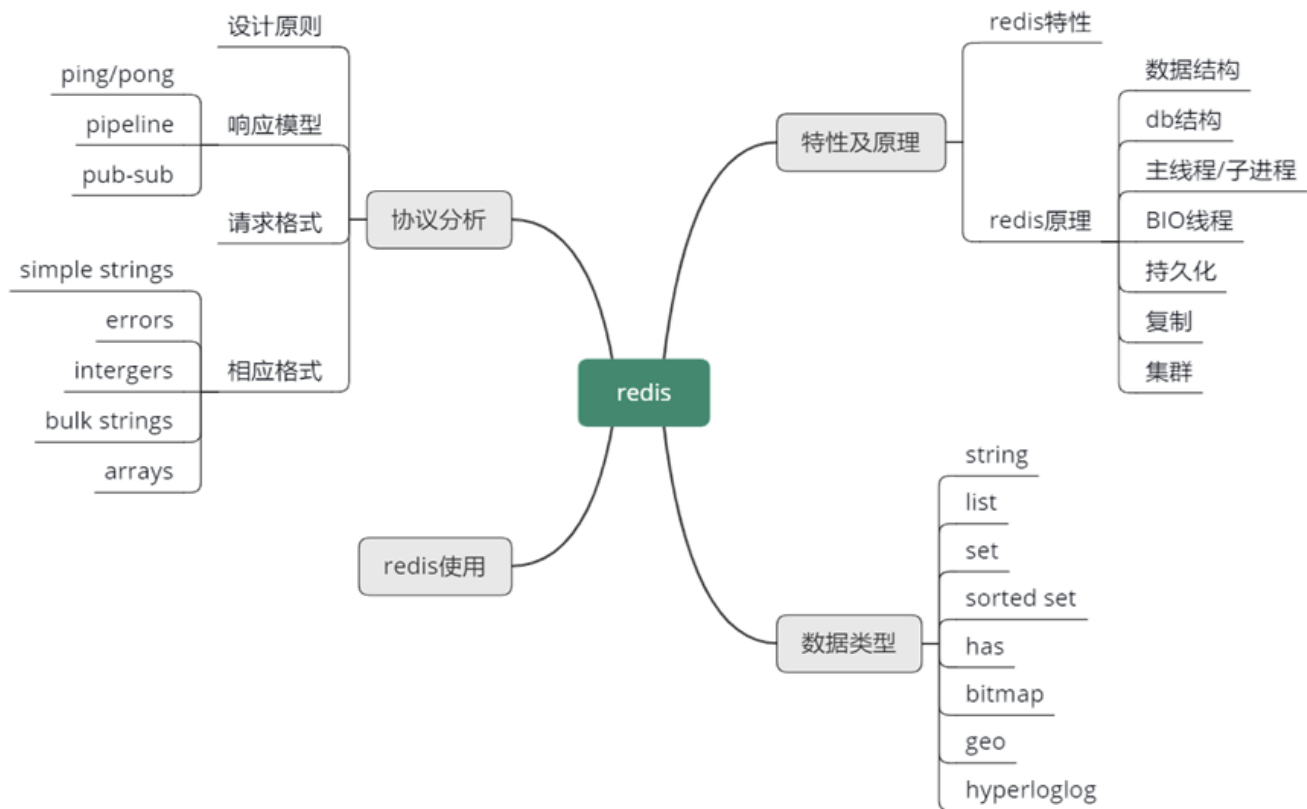 redis
特性及原理
redis特性
redis原理
数据结构
db结构
主线程/子进程
BIO线程
持久化
复制
集群
数据类型
string
list
set
sorted set
has
bitmap
geo
hyperloglog
协议分析
设计原则
响应模型
ping/pong
pipeline
pub-sub
请求格式
相应格式
simple strings
errors
intergers
bulk strings
arrays
redis使用